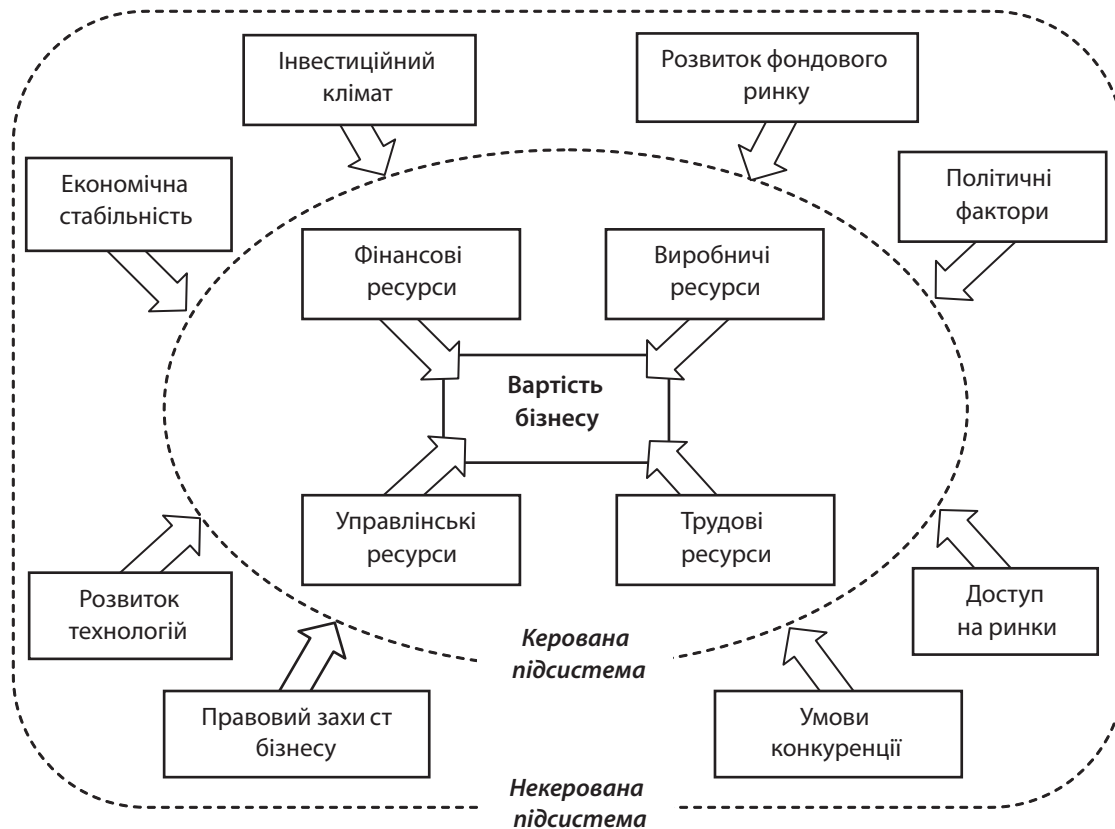 Інвестиційний
клімат
Розвиток фондового
ринку
Економічна
стабільність
Політичні
фактори
Фінансові
ресурси
Виробничі
ресурси
Вартість
бізнесу
Управлінські
ресурси
Трудові
ресурси
Розвиток
технологій
Доступ
на ринки
Керована
підсистема
Правовий захи ст
бізнесу
Умови
конкуренції
Некерована
підсистема